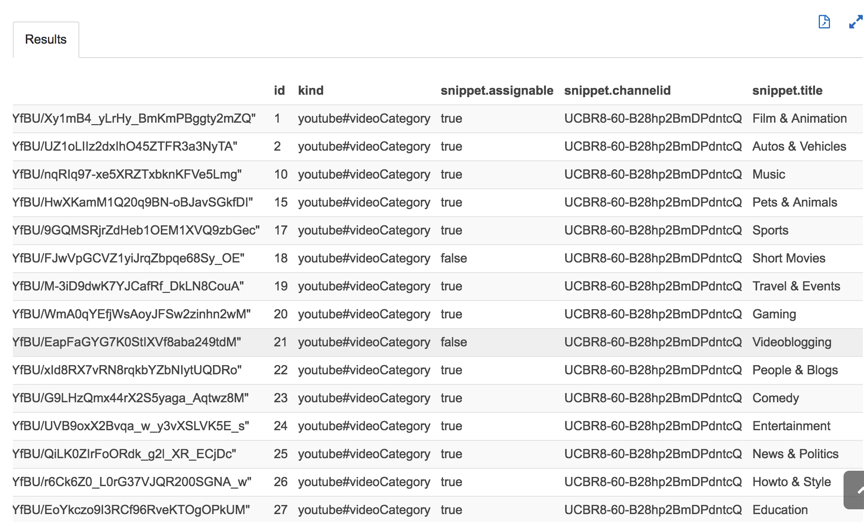 Results
id kind snippet.assignable snippet.channelid snippet.title
YfBU/Xy1mB4_yLrHy_BmKmPBggty2mZQ" 1 youtube#videoCategory true UCBR8-60-B28hp2BmDPdntcQ Film & Animation
YfBU/UZ1oLIIz2dxIhO45ZTFR3a3NyTA" 2 youtube#videoCategory true UCBR8-60-B28hp2BmDPdntcQ Autos & Vehicles
YfBU/nqRIq97-xe5XRZTxbknKFVe5Lmg" 10 youtube#videoCategory true UCBR8-60-B28hp2BmDPdntcQ Music
YfBU/HwXKamM1Q20q9BN-oBJavSGkfDI" 15 youtube#videoCategory true UCBR8-60-B28hp2BmDPdntcQ Pets & Animals
YfBU/9GQMSRjrZdHeb1OEM1XVQ9zbGec" 17 youtube#videoCategory true UCBR8-60-B28hp2BmDPdntcQ Sports
YfBU/FJwVpGCVZ1yiJrqZbpqe68Sy_OE" 18 youtube#videoCategory false UCBR8-60-B28hp2BmDPdntcQ Short Movies
YfBU/M-3iD9dwK7YJCafRf_DkLN8CouA" 19 youtube#videoCategory true UCBR8-60-B28hp2BmDPdntcQ Travel & Events
YfBU/WmA0qYEfjWsAoyJFSw2zinhn2wM" 20 youtube#videoCategory true UCBR8-60-B28hp2BmDPdntcQ Gaming
YfBU/EapFaGYG7K0StIXVf8aba249tdM" 21 youtube#videoCategory false UCBR8-60-B28hp2BmDPdntcQ Videoblogging
YfBU/xId8RX7vRN8rqkbYZbNIytUQDRo" 22 youtube#videoCategory true UCBR8-60-B28hp2BmDPdntcQ People & Blogs
YfBU/G9LHzQmx44rX2S5yaga_Aqtwz8M" 23 youtube#videoCategory true UCBR8-60-B28hp2BmDPdntcQ Comedy
YfBU/UVB9oxX2Bvqa_w_y3vXSLVK5E_s" 24 youtube#videoCategory true UCBR8-60-B28hp2BmDPdntcQ Entertainment
YfBU/QiLK0ZIrFoORdk_g2l_XR_ECjDc" 25 youtube#videoCategory true UCBR8-60-B28hp2BmDPdntcQ News & Politics
YfBU/r6Ck6Z0_L0rG37VJQR200SGNA_w" 26 youtube#videoCategory true UCBR8-60-B28hp2BmDPdntcQ Howto & Style
YfBU/EoYkczo9I3RCf96RveKTOgOPkUM" 27 youtube#videoCategory true UCBR8-60-B28hp2BmDPdntcQ Education